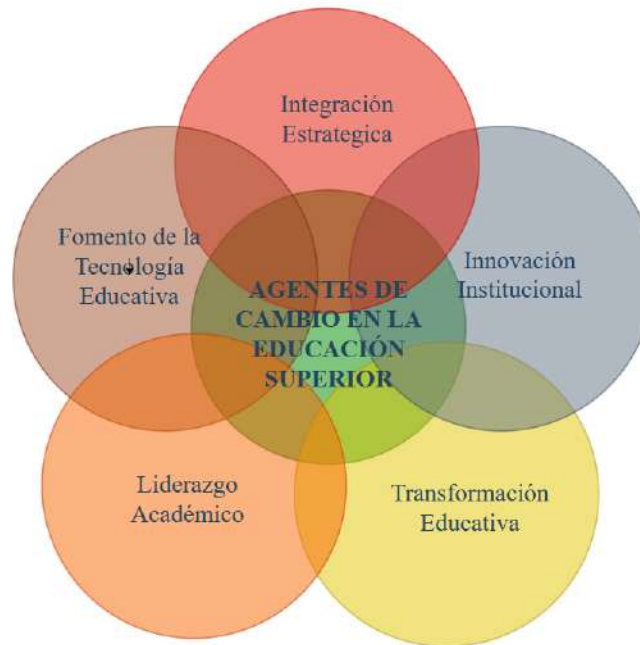 Integración
Estrategica
Fomento de la
Tecnología
Educativa
Innovación
Institucional
AGENTES DE
CAMBIO EN LA
EDUCACIÓN
SUPERIOR
Liderazgo
Académico
Transformación
Educativa